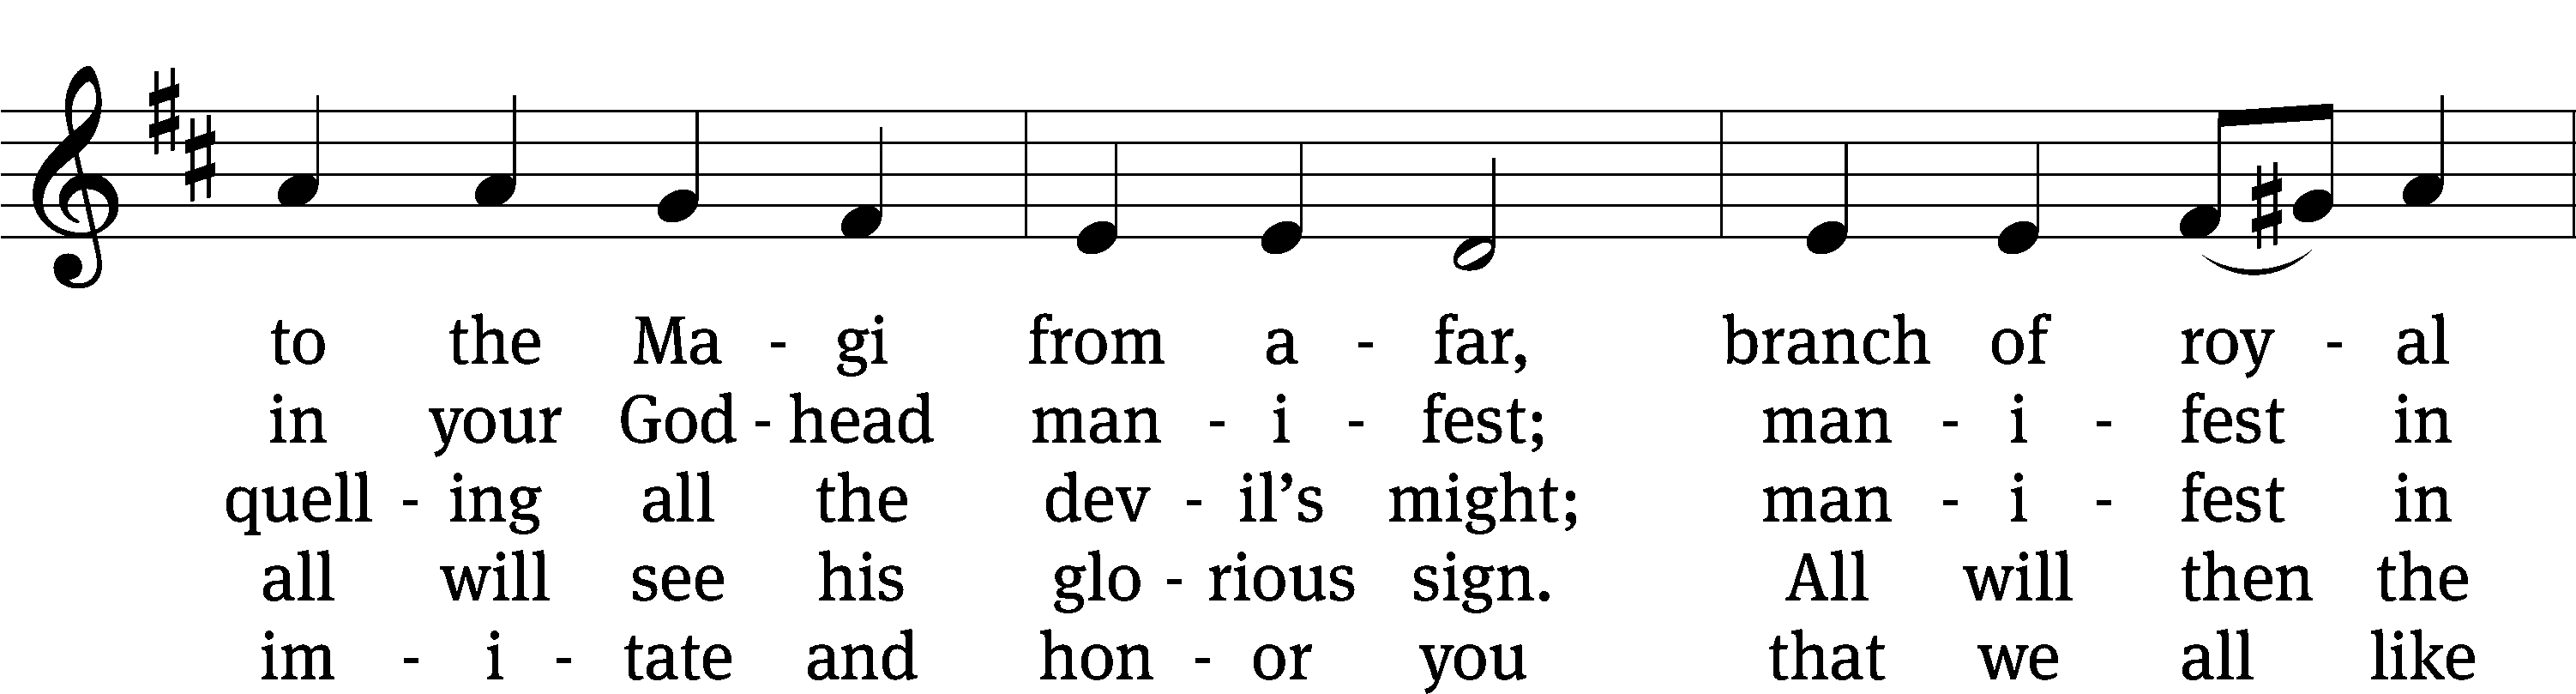 to the Ma - gi from a - far, branch of roy - al
in your God - head man - i - fest; man - i - fest in
quell - ing all the dev - il’s might; man - i - fest in
all will see his glo - rious sign. All will then the
im - i - tate and hon - or you that we all like